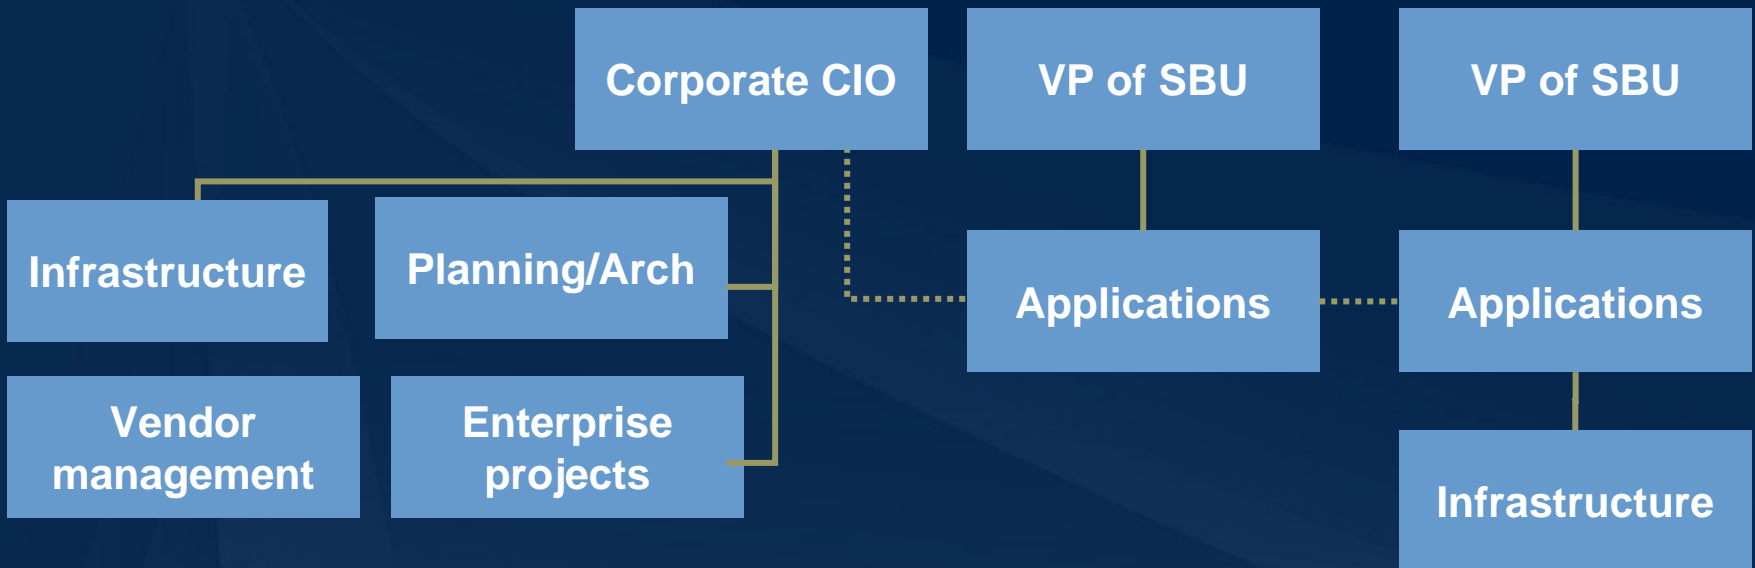 Corporate CIO
VP of SBU
VP of SBU
Infrastructure
Planning/Arch
Applications
Applications
Vendor
management
Enterprise
projects
Infrastructure